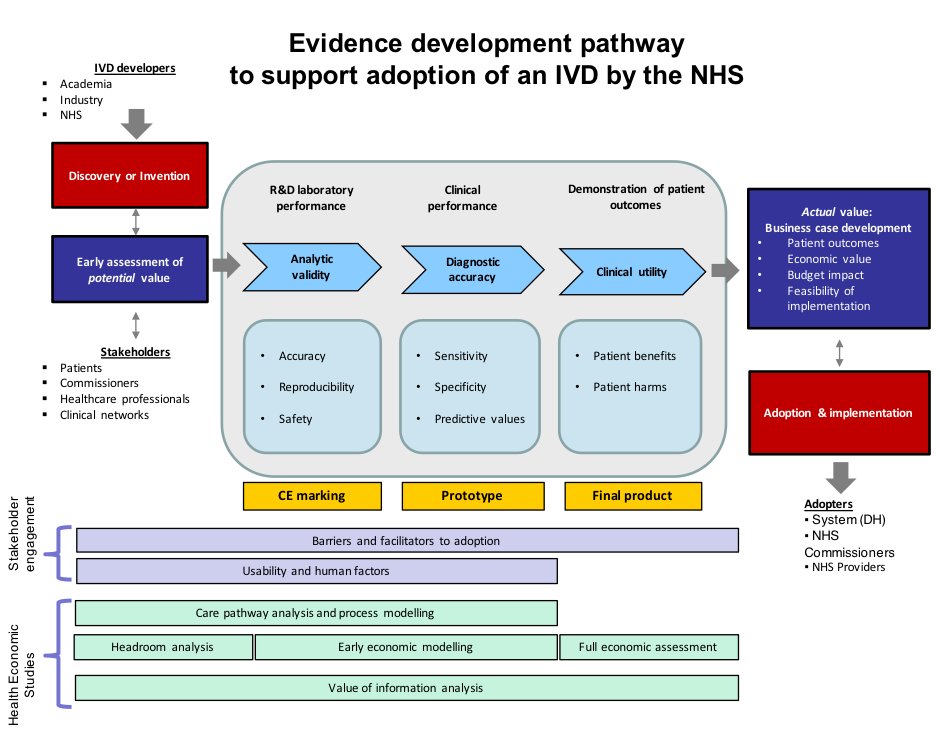 Evidence development pathway
to support adoption of an IVD by the NHS
IVD developers
▪ Academia
▪ Industry
▪ NHS
Discovery or Invention
Early assessment of
potential value
Stakeholders
▪ Patients
▪ Commissioners
▪ Healthcare professionals
▪ Clinical networks
R&D laboratory
performance
Analytic
validity
• Accuracy
• Reproducibility
• Safety
CE marking
Clinical
performance
Diagnostic
accuracy
• Sensitivity
• Specificity
• Predictive values
Prototype
Demonstration of patient
outcomes
Clinical utility
• Patient benefits
• Patient harms
Final product
Actual value:
Business case development
• Patient outcomes
• Economic value
• Budget impact
• Feasibility of
implementation
Adoption & implementation
Adopters
▪ System (DH)
▪ NHS
Commissioners
▪ NHS Providers
Stakeholder
engagement
Barriers and facilitators to adoption
Usability and human factors
Health Economic
Studies
Care pathway analysis and process modelling
Headroom analysis
Early economic modelling
Full economic assessment
Value of information analysis